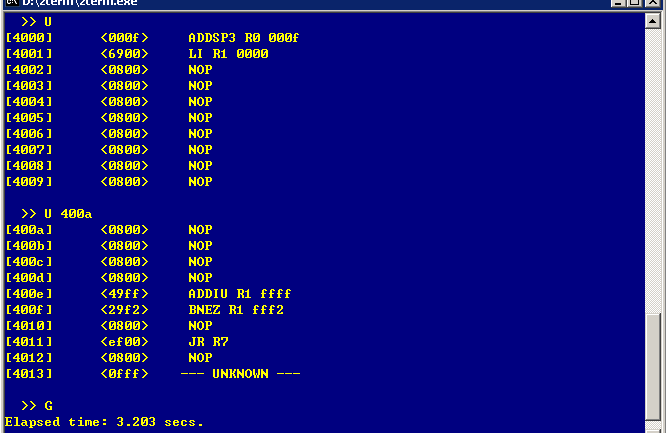 D:\zterm\zterm.exe
>> U
[4000] <000f> ADDSP3 R0 000f
[4001] <6900> LI R1 0000
[4002] <0800> NOP
[4003] <0800> NOP
[4004] <0800> NOP
[4005] <0800> NOP
[4006] <0800> NOP
[4007] <0800> NOP
[4008] <0800> NOP
[4009] <0800> NOP
>> U 400a
[400a] <0800> NOP
[400b] <0800> NOP
[400c] <0800> NOP
[400d] <0800> NOP
[400e] <49ff> ADDIU R1 ffff
[400f] <29f2> BNEZ R1 fff2
[4010] <0800> NOP
[4011] <ef00> JR R7
[4012] <0800> NOP
[4013] <0fff> --- UNKNOWN ---
>> G
Elapsed time: 3.203 secs.